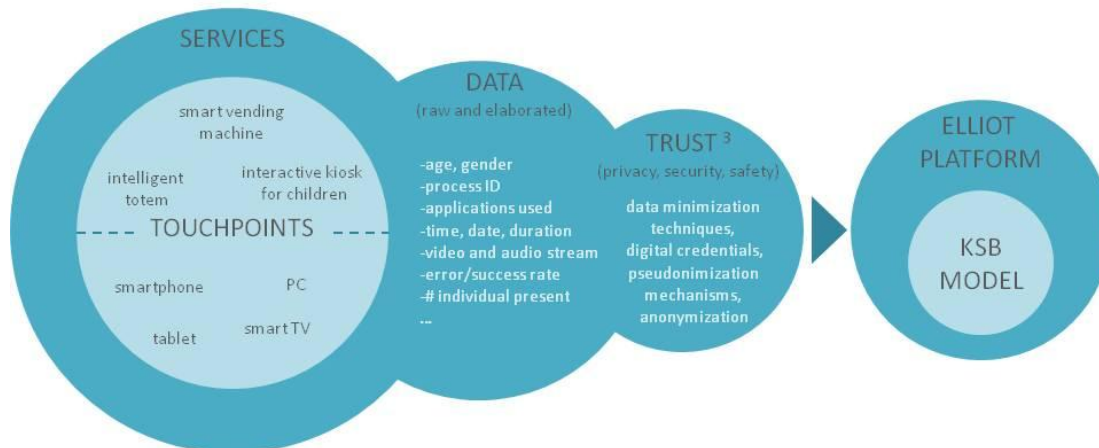 SERVICES
smart vending
machine
intelligent
totem
interactive kiosk
for children
TOUCHPOINTS
smartphone
PC
tablet
smart TV
DATA
(raw and elaborated)
-age, gender
-process ID
-applications used
-time, date, duration
-video and audio stream
-error/success rate
-# individual present
...
TRUST ³
(privacy, security, safety)
data minimization
techniques,
digital credentials,
pseudonimization
mechanisms,
anonymization
ELLIOT
PLATFORM
KSB
MODEL